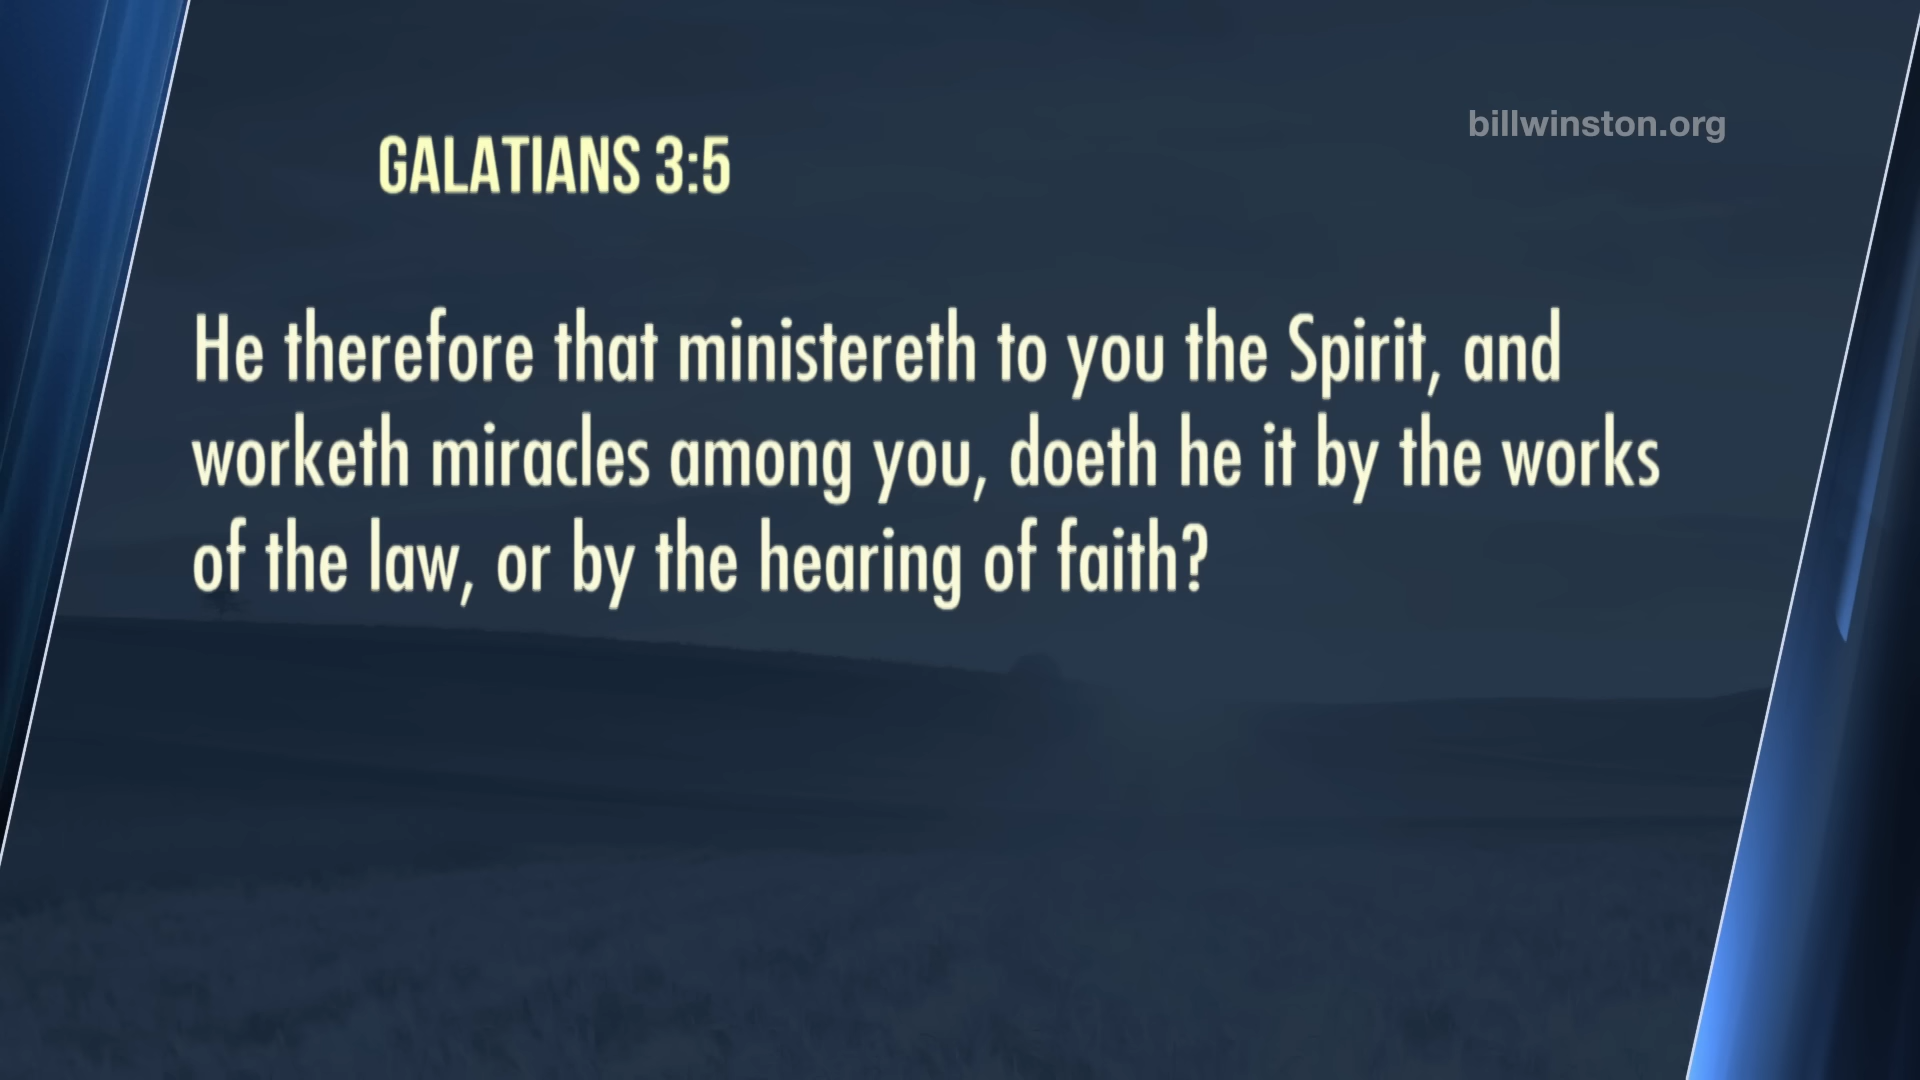 billwinston.org
GALATIANS 3:5
He therefore that ministereth to you the Spirit, and
worketh miracles among you, doeth he it by the works
of the law, or by the hearing of faith?